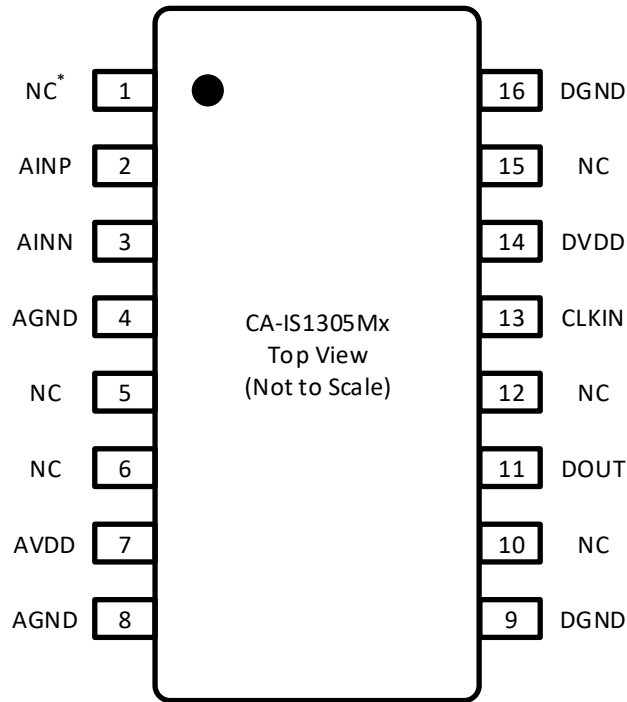 NC* 1 16 DGND
AINP 2 15 NC
AINN 3 14 DVDD
AGND 4 13 CLKIN
CA-IS1305Mx
Top View
(Not to Scale)
NC 5 12 NC
NC 6 11 DOUT
AVDD 7 10 NC
AGND 8 9 DGND